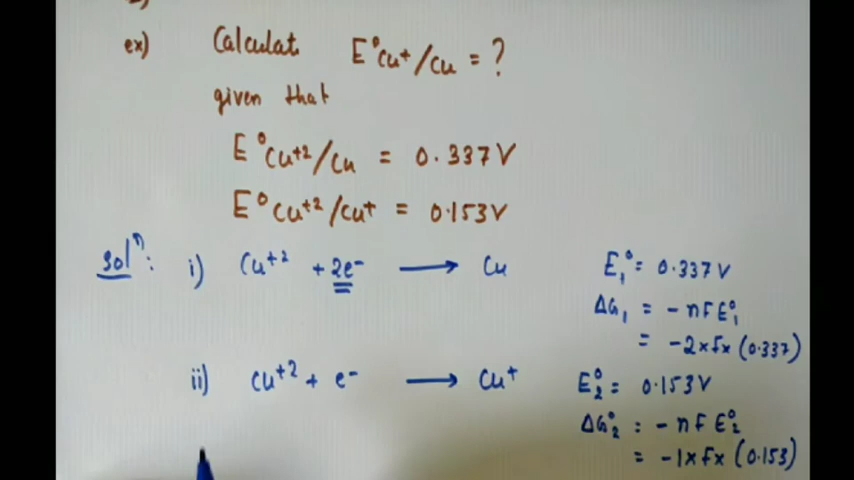 ex) Calculat E°Cu+/Cu = ?
given that
E°Cu+2/Cu = 0.337V
E°Cu+2/Cu+ = 0.153V
Solⁿ: i) Cu+2 + 2e- ⟶ Cu E₁° = 0.337V
ΔG₁ = -nFE₁°
= -2xFx(0.337)
ii) Cu+2 + e- ⟶ Cu+ E₂° = 0.153V
ΔG₂° = -nFE₂°
= -1xFx(0.153)